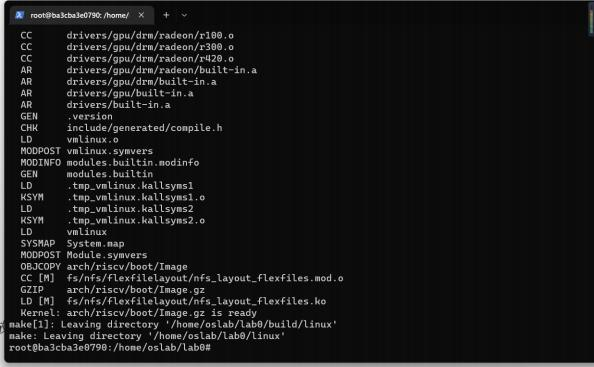 root@ba3cba3e0790: /home/
CC drivers/gpu/drm/radeon/r100.o
CC drivers/gpu/drm/radeon/r300.o
CC drivers/gpu/drm/radeon/r420.o
AR drivers/gpu/drm/radeon/built-in.a
AR drivers/gpu/drm/built-in.a
AR drivers/gpu/built-in.a
AR drivers/built-in.a
GEN .version
CHK include/generated/compile.h
LD vmlinux.o
MODPOST vmlinux.symvers
MODINFO modules.builtin.modinfo
GEN modules.builtin
LD .tmp_vmlinux.kallsyms1
KSYM .tmp_vmlinux.kallsyms1.o
LD .tmp_vmlinux.kallsyms2
KSYM .tmp_vmlinux.kallsyms2.o
LD vmlinux
SYSMAP System.map
MODPOST Module.symvers
OBJCOPY arch/riscv/boot/Image
CC [M] fs/nfs/flexfilelayout/nfs_layout_flexfiles.mod.o
GZIP arch/riscv/boot/Image.gz
LD [M] fs/nfs/flexfilelayout/nfs_layout_flexfiles.ko
Kernel: arch/riscv/boot/Image.gz is ready
make[1]: Leaving directory '/home/oslab/lab0/build/linux'
make: Leaving directory '/home/oslab/lab0/linux'
root@ba3cba3e0790:/home/oslab/lab0#